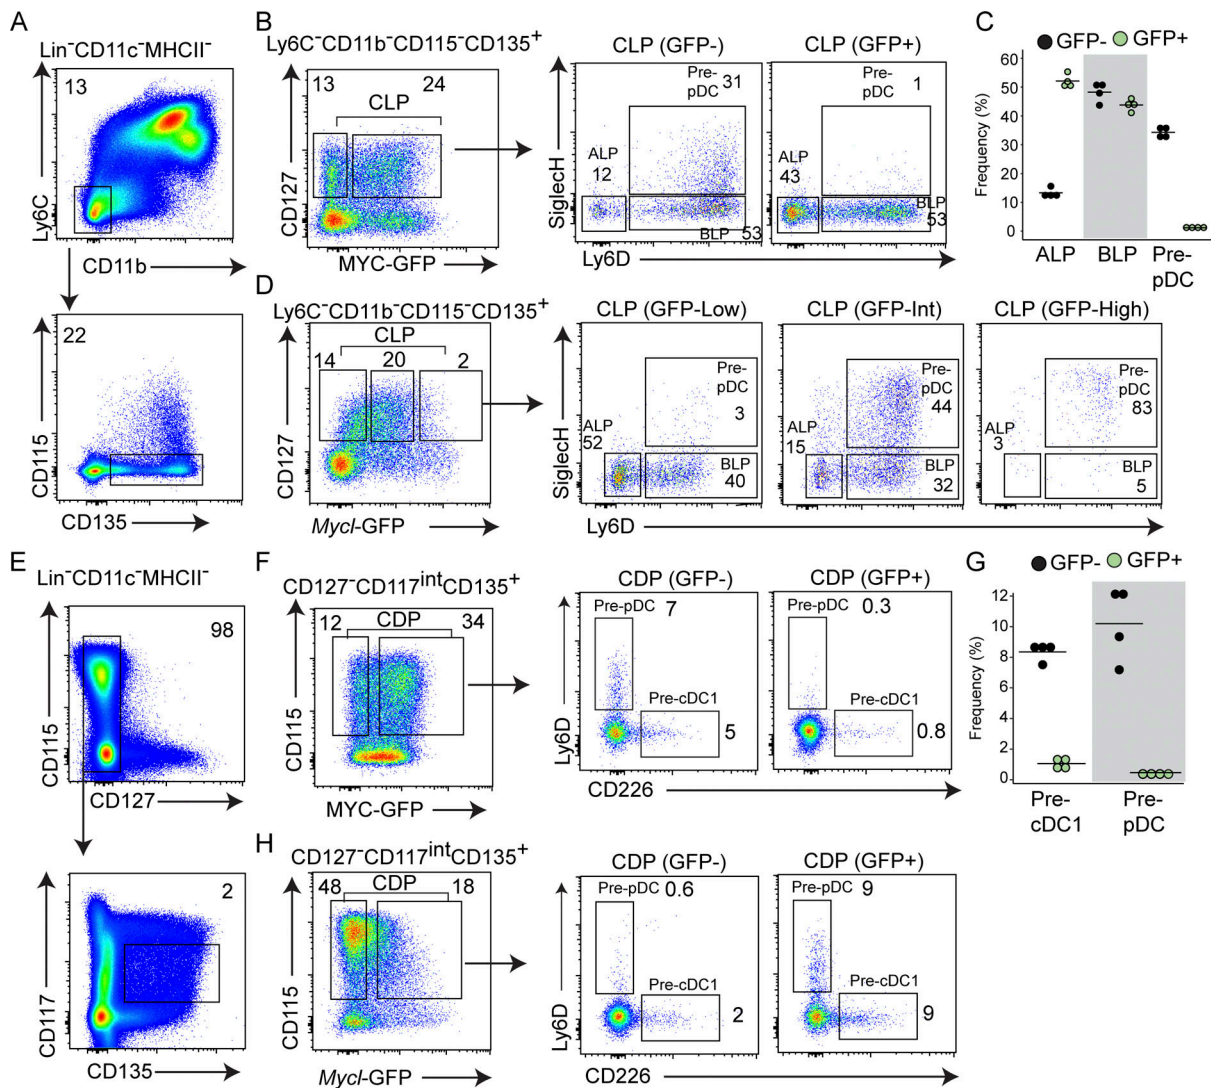 A
Lin⁻CD11c⁻MHCII⁻
13
Ly6C
CD11b
22
CD115
CD135
B
Ly6C⁻CD11b⁻CD115⁻CD135⁺
13
24
CLP
CD127
MYC-GFP
CLP (GFP-)
CLP (GFP+)
Pre-
pDC 31
ALP
12
BLP 53
Pre-
pDC
1
ALP
43
BLP
53
SiglecH
Ly6D
C
GFP-
GFP+
Frequency (%)
60
50
40
30
20
10
0
ALP
BLP
Pre-
pDC
D
Ly6C⁻CD11b⁻CD115⁻CD135⁺
CLP
14
20
2
CD127
Mycl-GFP
CLP (GFP-Low)
CLP (GFP-Int)
CLP (GFP-High)
Pre-
pDC
3
ALP
52
BLP
40
Pre-
pDC
44
ALP
15
BLP
32
Pre-
pDC
83
ALP
3
BLP
5
SiglecH
Ly6D
E
Lin⁻CD11c⁻MHCII⁻
98
CD115
CD127
2
CD117
CD135
F
CD127⁻CD117ⁱⁿᵗCD135⁺
12
CDP
34
CD115
MYC-GFP
CDP (GFP-)
CDP (GFP+)
Pre-pDC 7
Pre-cDC1
5
Pre-pDC 0.3
Pre-cDC1
0.8
Ly6D
CD226
G
GFP-
GFP+
Frequency (%)
12
10
8
6
4
2
0
Pre-
cDC1
Pre-
pDC
H
CD127⁻CD117ⁱⁿᵗCD135⁺
48
CDP
18
CD115
Mycl-GFP
CDP (GFP-)
CDP (GFP+)
Pre-pDC 0.6
Pre-cDC1
2
Pre-pDC 9
Pre-cDC1
9
Ly6D
CD226